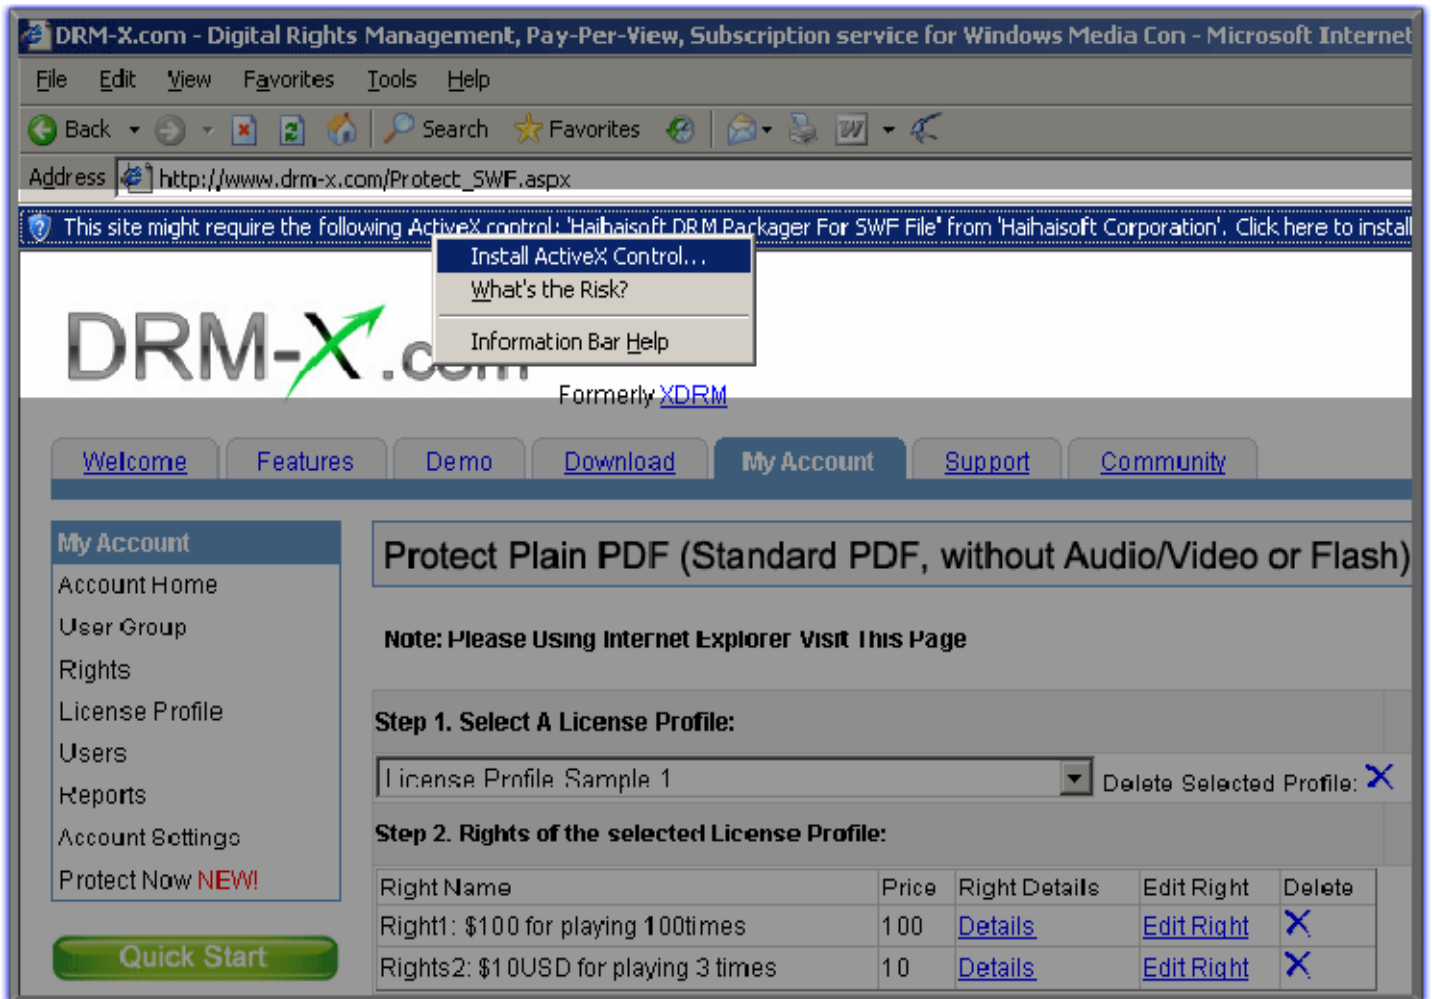 DRM-X.com - Digital Rights Management, Pay-Per-View, Subscription service for Windows Media Con - Microsoft Internet
File Edit View Favorites Tools Help
Back Search Favorites
Address http://www.drm-x.com/Protect_SWF.aspx
This site might require the following ActiveX control: 'Haihaisoft DRM Packager For SWF File' from 'Haihaisoft Corporation'. Click here to install
Install ActiveX Control...
What's the Risk?
Information Bar Help
DRM-X.com
Formerly XDRM
Welcome Features Demo Download My Account Support Community
My Account
Account Home
User Group
Rights
License Profile
Users
Reports
Account Settings
Protect Now NEW!
Quick Start
Protect Plain PDF (Standard PDF, without Audio/Video or Flash)
Note: Please Using Internet Explorer Visit This Page
Step 1. Select A License Profile:
License Profile Sample 1 Delete Selected Profile: X
Step 2. Rights of the selected License Profile:
Right Name Price Right Details Edit Right Delete
Right1: $100 for playing 100times 100 Details Edit Right X
Rights2: $10USD for playing 3 times 10 Details Edit Right X